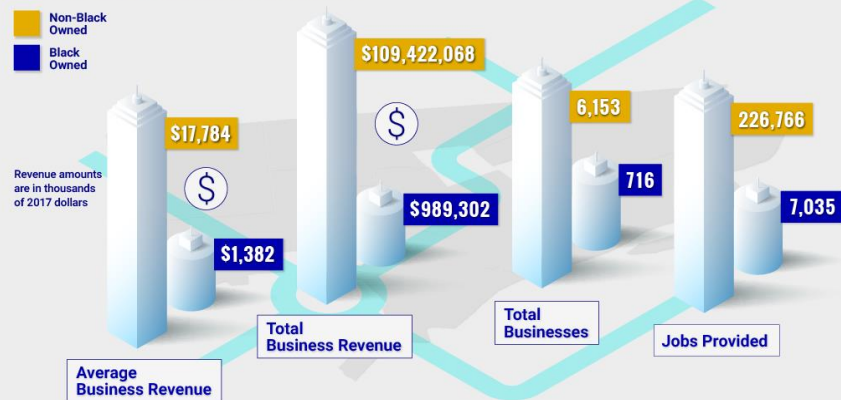 Non-Black
Owned
Black
Owned
Revenue amounts
are in thousands
of 2017 dollars
$17,784
$
$1,382
Average
Business Revenue
$109,422,068
$
$989,302
Total
Business Revenue
6,153
716
Total
Businesses
226,766
7,035
Jobs Provided